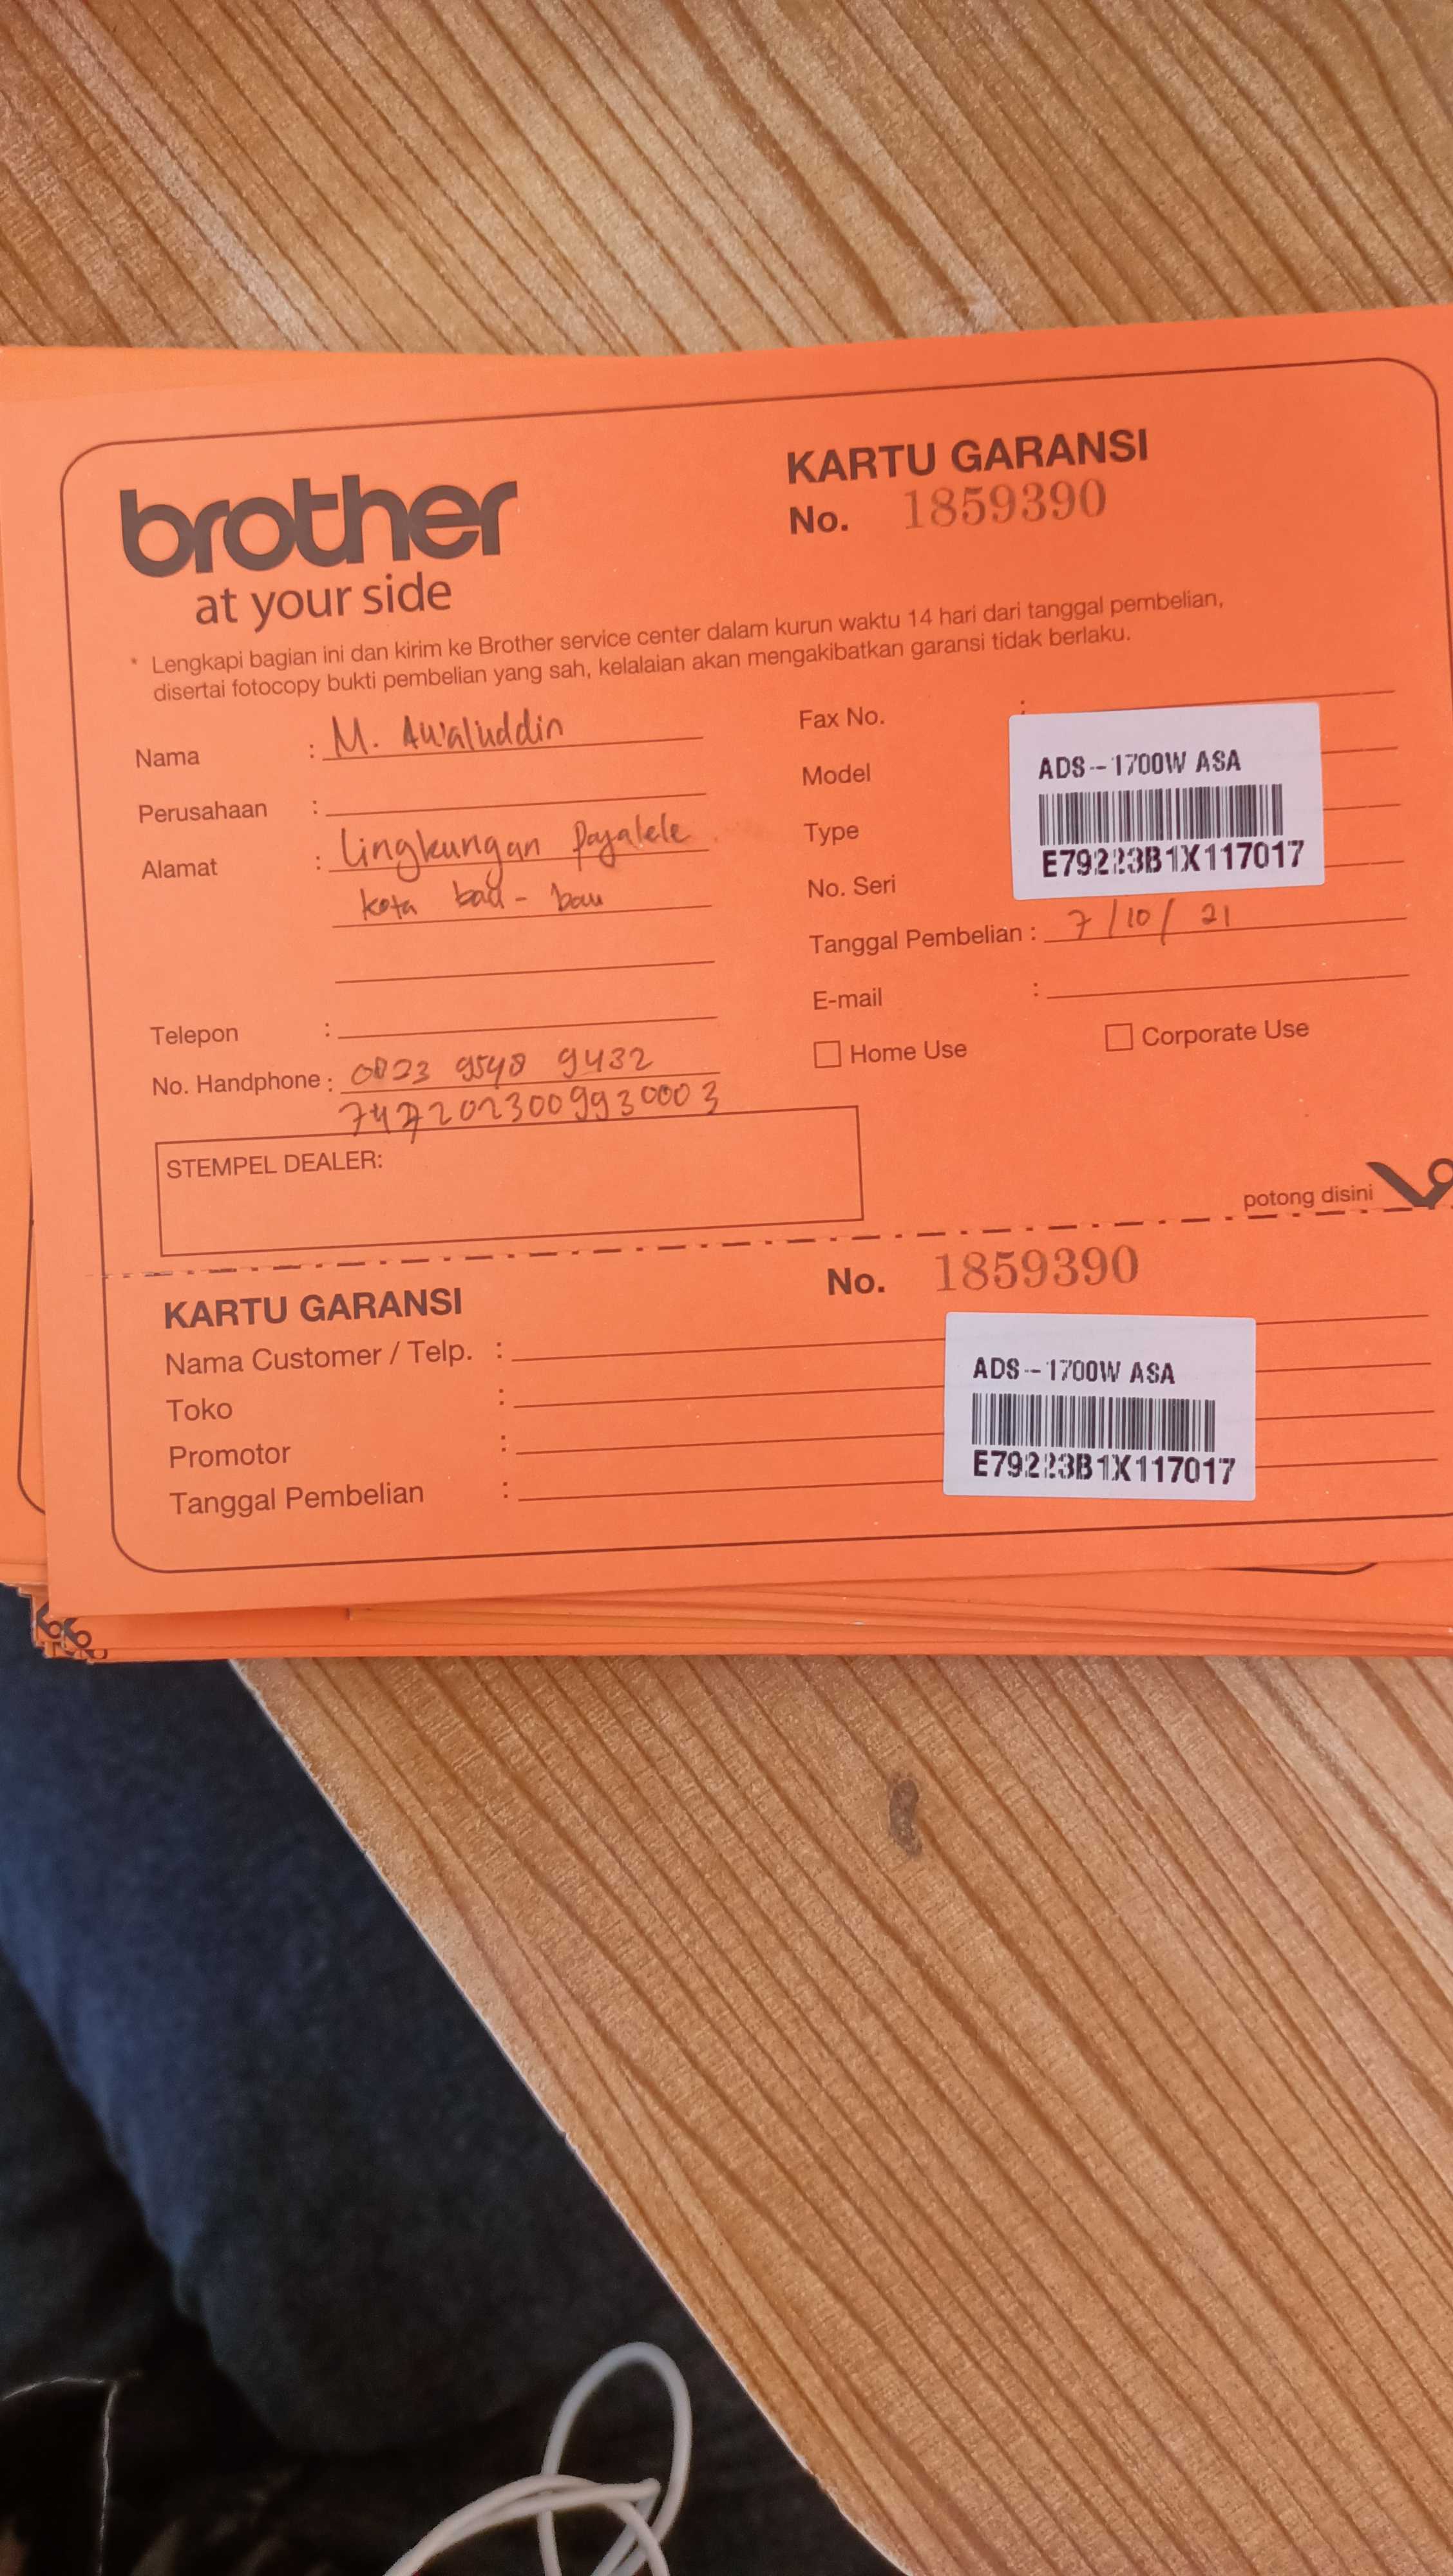 brother
at your side
KARTU GARANSI
No. 1859390
* Lengkapi bagian ini dan kirim ke Brother service center dalam kurun waktu 14 hari dari tanggal pembelian,
disertai fotocopy bukti pembelian yang sah, kelalaian akan mengakibatkan garansi tidak berlaku.
Nama : M. Awaluddin
Perusahaan :
Alamat : Lingkungan
kota bau - bau
Telepon :
No. Handphone : 9432
STEMPEL DEALER:
Fax No. :
Model
Type
No. Seri
ADS-1700W ASA
E79223B1X117017
Tanggal Pembelian : 7/10/21
E-mail :
Home Use
Corporate Use
potong disini
KARTU GARANSI
No. 1859390
Nama Customer / Telp. :
Toko :
Promotor :
Tanggal Pembelian :
ADS-1700W ASA
E79223B1X117017